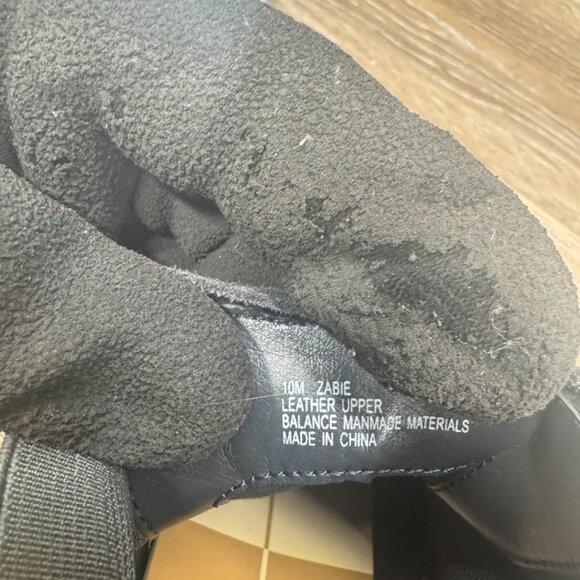 10M ZABIE
LEATHER UPPER
BALANCE MANMADE MATERIALS
MADE IN CHINA